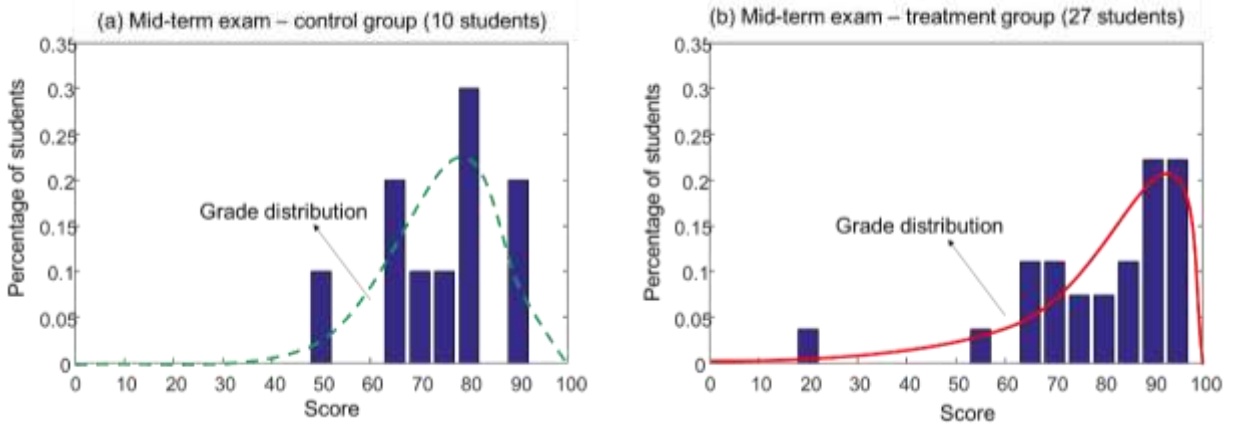 (a) Mid-term exam – control group (10 students)
0.35
0.3
0.25
0.2
0.15
0.1
0.05
0
Percentage of students
Grade distribution
0 10 20 30 40 50 60 70 80 90 100
Score
(b) Mid-term exam – treatment group (27 students)
0.35
0.3
0.25
0.2
0.15
0.1
0.05
0
Percentage of students
Grade distribution
0 10 20 30 40 50 60 70 80 90 100
Score